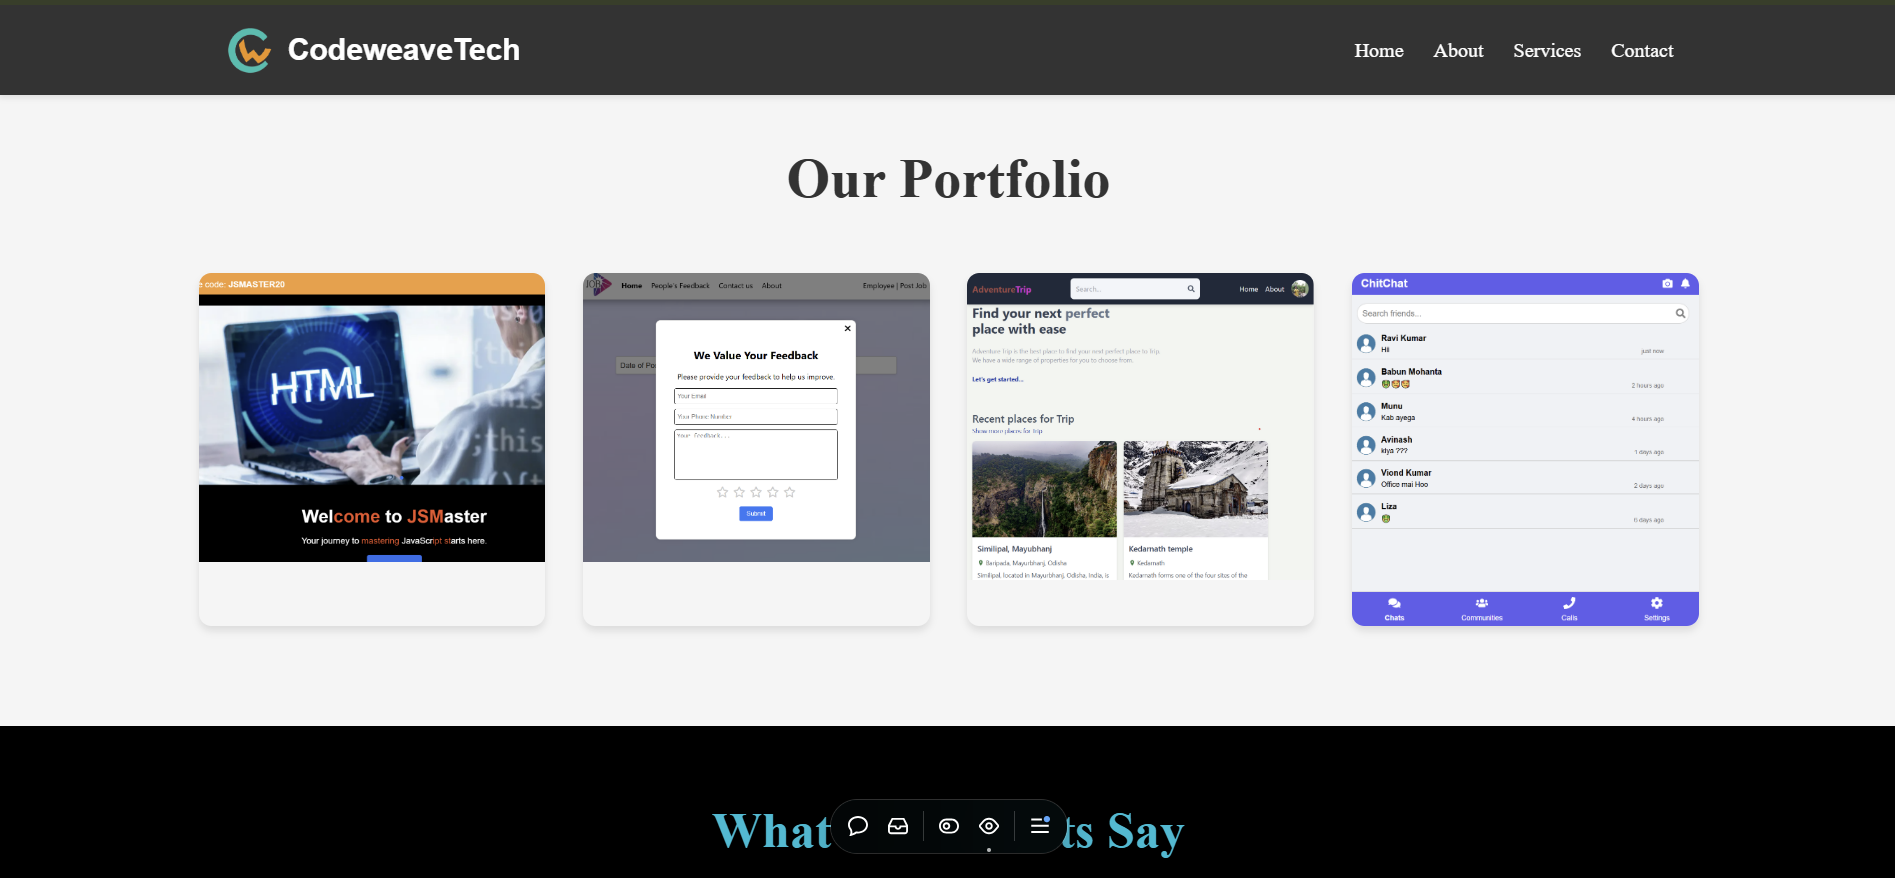 CodeweaveTech
Home About Services Contact
Our Portfolio
e code: JSMASTER20
HTML
;this
Welcome to JSMaster
Your journey to mastering JavaScript starts here.
Home People's Feedback Contact us About Employee | Post Job
Date of Pos
We Value Your Feedback
Please provide your feedback to help us improve.
Your Email
Your Phone Number
Your feedback...
Submit
AdventureTrip
Search...
Home About
Find your next perfect
place with ease
Adventure Trip is the best place to find your next perfect place to trip.
We have a wide range of properties for you to choose from.
Let's get started...
Recent places for Trip
Show more places for trip
Similipal, Mayubhanj
Baripada, Mayurbhanj, Odisha
Similipal, located in Mayurbhanj, Odisha, India, is
Kedarnath temple
Kedarnath
Kedarnath forms one of the four sites of the
ChitChat
Search friends...
Ravi Kumar
Hi
just now
Babun Mohanta
2 hours ago
Munu
Kab ayega
4 hours ago
Avinash
kiya ???
1 days ago
Viond Kumar
Office mai Hoo
2 days ago
Liza
6 days ago
Chats Communities Calls Settings
What ts Say